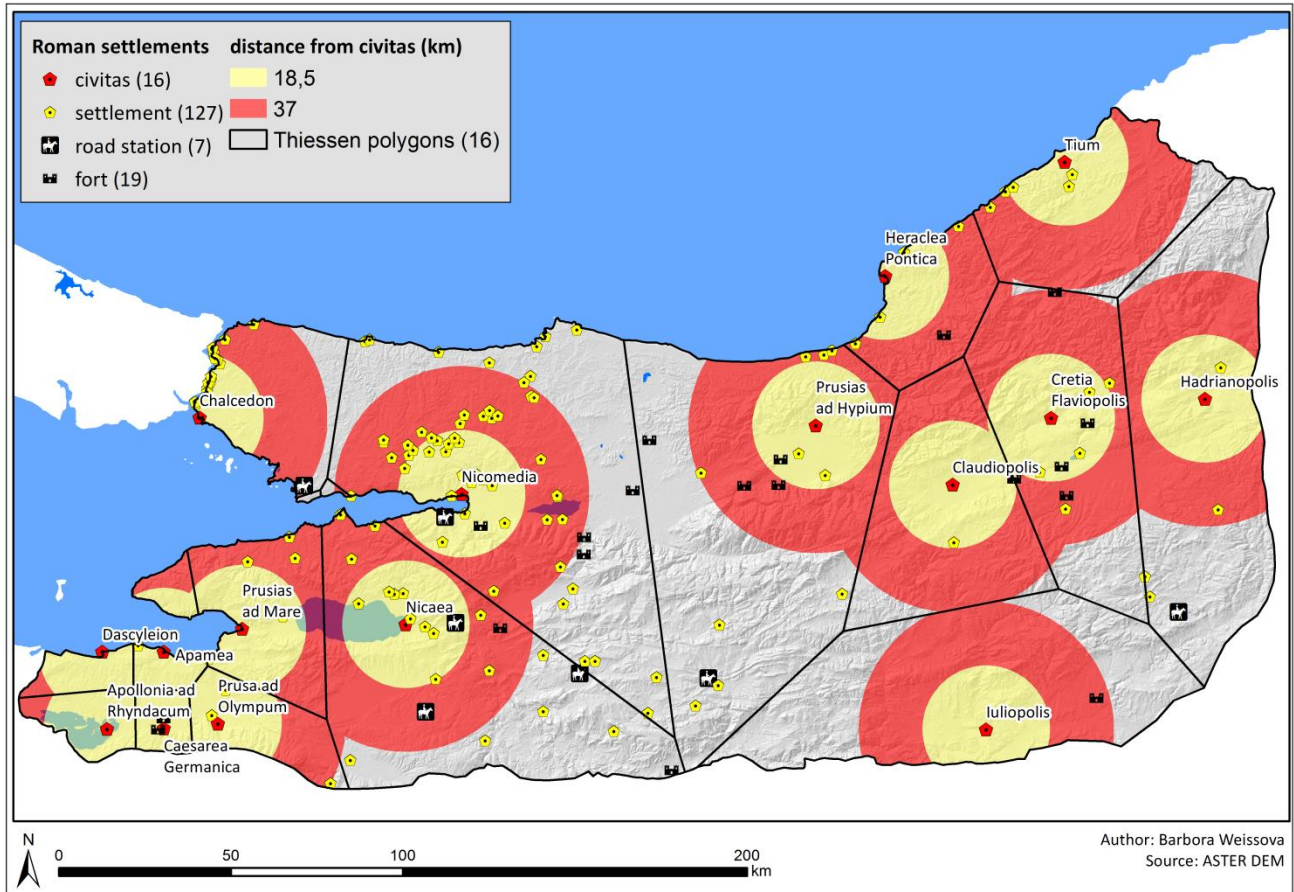 Roman settlements
civitas (16)
settlement (127)
road station (7)
fort (19)
distance from civitas (km)
18,5
37
Thiessen polygons (16)
Tium
Heraclea
Pontica
Chalcedon
Prusias
ad Hypium
Cretia
Flaviopolis
Hadrianopolis
Claudiopolis
Nicomedia
Prusias
ad Mare
Nicaea
Dascyleion
Apamea
Apollonia ad
Rhyndacum
Prusa ad
Olympum
Caesarea
Germanica
Iuliopolis
N
0
50
100
200
km
Author: Barbora Weissova
Source: ASTER DEM